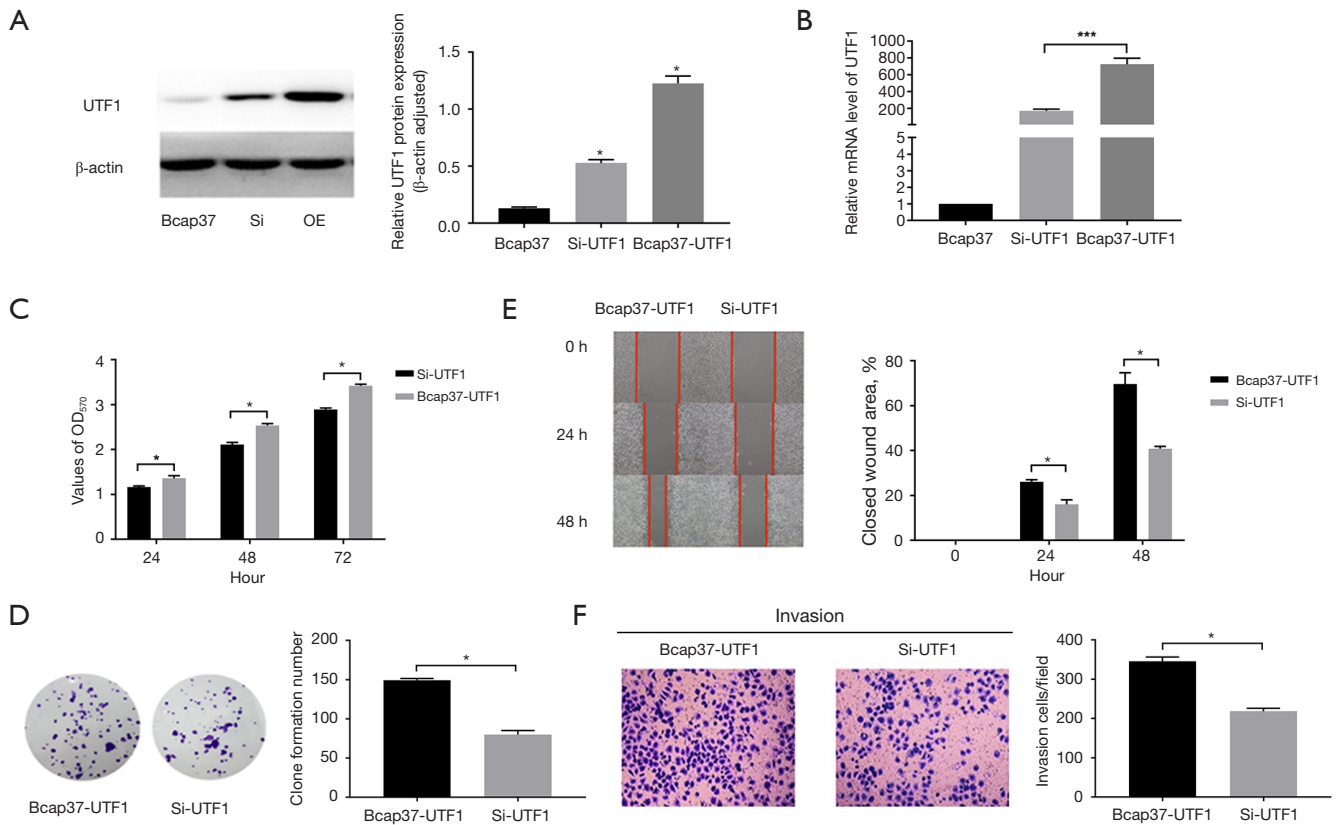 A
UTF1
β-actin
Bcap37 Si OE
Relative UTF1 protein expression
(β-actin adjusted)
1.5
1.0
0.5
0.0
*
*
Bcap37 Si-UTF1 Bcap37-UTF1
B
Relative mRNA level of UTF1
1000
800
600
400
200
5
4
3
2
1
0
***
Bcap37 Si-UTF1 Bcap37-UTF1
C
Values of OD570
4
3
2
1
0
*
*
*
24 48 72
Hour
Si-UTF1
Bcap37-UTF1
E
Bcap37-UTF1 Si-UTF1
0 h
24 h
48 h
Closed wound area, %
80
60
40
20
0
*
*
0 24 48
Hour
Bcap37-UTF1
Si-UTF1
D
Bcap37-UTF1 Si-UTF1
Clone formation number
200
150
100
50
0
*
Bcap37-UTF1 Si-UTF1
F
Invasion
Bcap37-UTF1 Si-UTF1
Invasion cells/field
400
300
200
100
0
*
Bcap37-UTF1 Si-UTF1